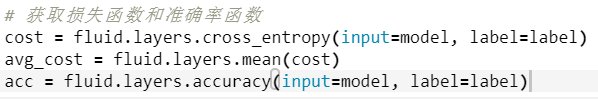 # 获取损失函数和准确率函数
cost = fluid.layers.cross_entropy(input=model, label=label)
avg_cost = fluid.layers.mean(cost)
acc = fluid.layers.accuracy(input=model, label=label)